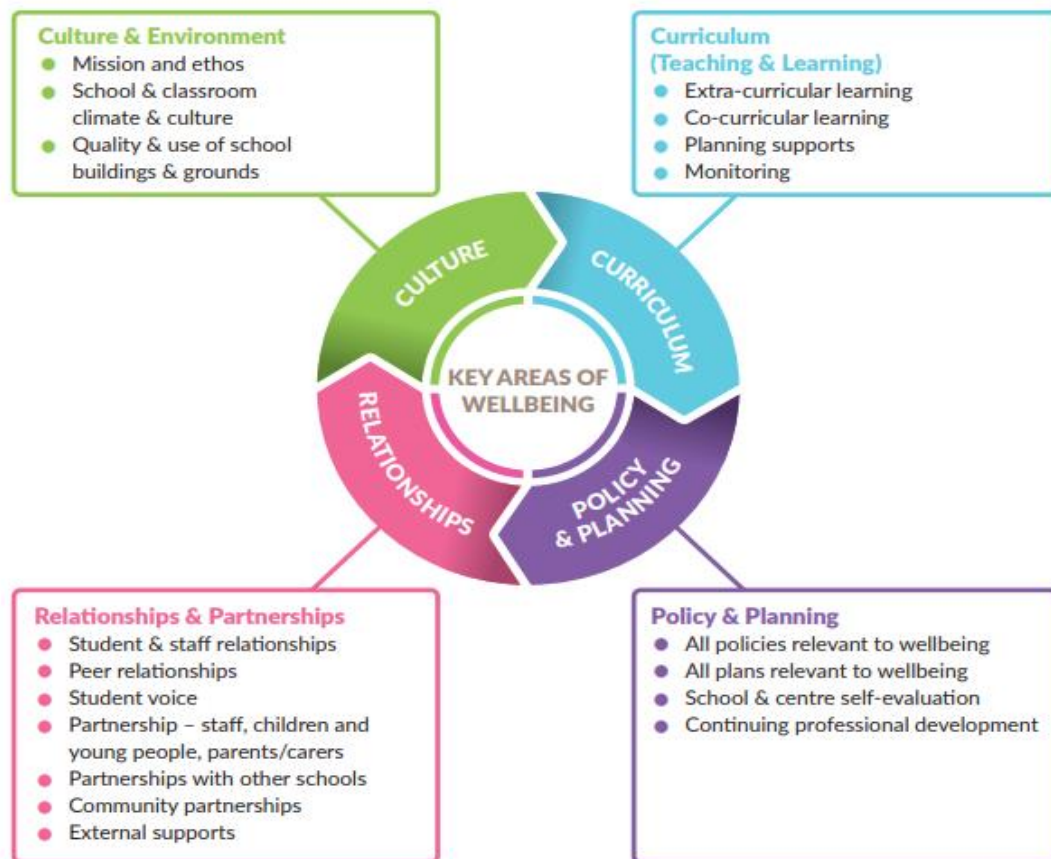 Culture & Environment
● Mission and ethos
● School & classroom
climate & culture
● Quality & use of school
buildings & grounds
Curriculum
(Teaching & Learning)
● Extra-curricular learning
● Co-curricular learning
● Planning supports
● Monitoring
CULTURE
CURRICULUM
KEY AREAS OF
WELLBEING
RELATIONSHIPS
POLICY
& PLANNING
Relationships & Partnerships
● Student & staff relationships
● Peer relationships
● Student voice
● Partnership – staff, children and
young people, parents/carers
● Partnerships with other schools
● Community partnerships
● External supports
Policy & Planning
● All policies relevant to wellbeing
● All plans relevant to wellbeing
● School & centre self-evaluation
● Continuing professional development